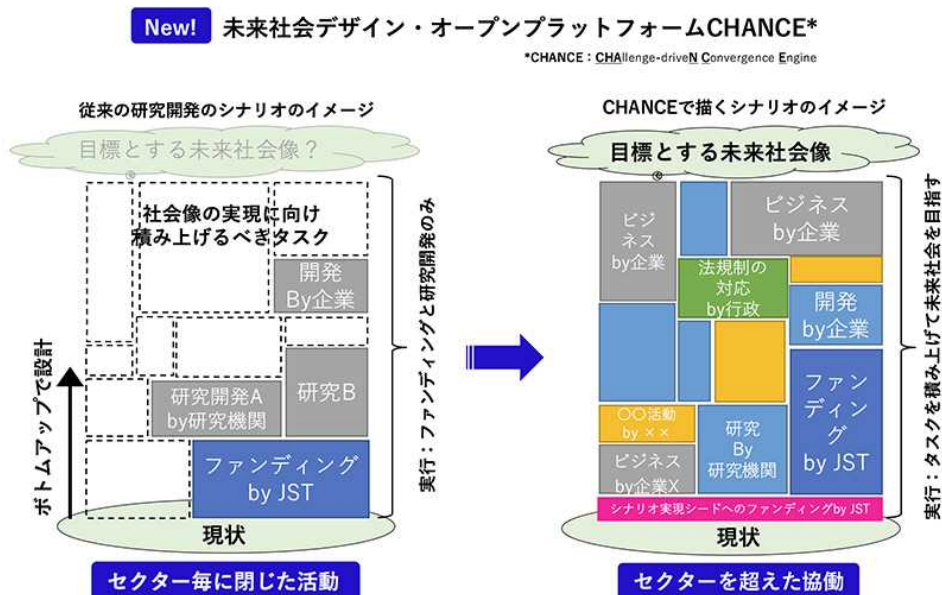 New! 未来社会デザイン・オープンプラットフォームCHANCE*
*CHANCE：CHAllenge-driveN Convergence Engine
従来の研究開発のシナリオのイメージ
目標とする未来社会像？
社会像の実現に向け
積み上げるべきタスク
開発
By企業
研究開発A
by研究機関
研究B
ファンディング
by JST
ボトムアップで設計
実行：ファンディングと研究開発のみ
現状
セクター毎に閉じた活動
CHANCEで描くシナリオのイメージ
目標とする未来社会像
ビジ
ネス
by企業
ビジネス
by企業
法規制の
対応
by行政
開発
by企業
〇〇活動
by ××
研究
By
研究機関
ファン
ディン
グ
by JST
ビジネス
by企業X
シナリオ実現シードへのファンディングby JST
実行：タスクを積み上げて未来社会を目指す
現状
セクターを超えた協働